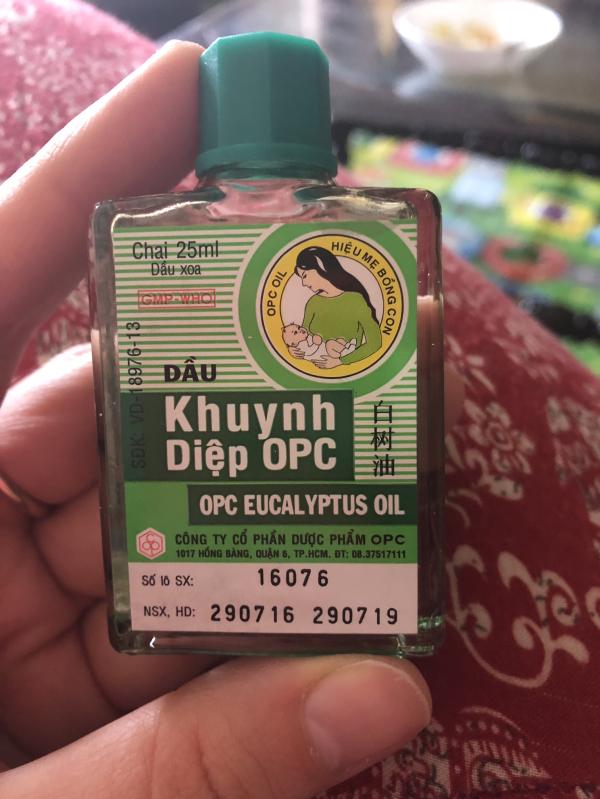 Chai 25ml
Dầu xoa
GMP-WHO
SĐK: VD-18976-13
OPC OIL HIỆU MẸ BỒNG CON
DẦU
Khuynh
Diệp OPC
白树油
OPC EUCALYPTUS OIL
CÔNG TY CỔ PHẦN DƯỢC PHẨM OPC
1017 HỒNG BÀNG, QUẬN 6, TP.HCM. ĐT: 08.37517111
Số lô SX: 16076
NSX, HD: 290716 290719